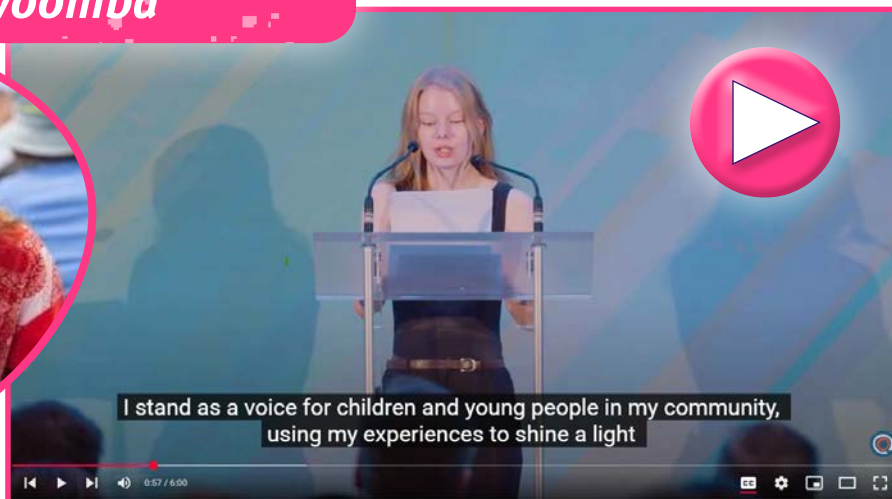 I stand as a voice for children and young people in my community,
using my experiences to shine a light
CC
0:57 / 6:00